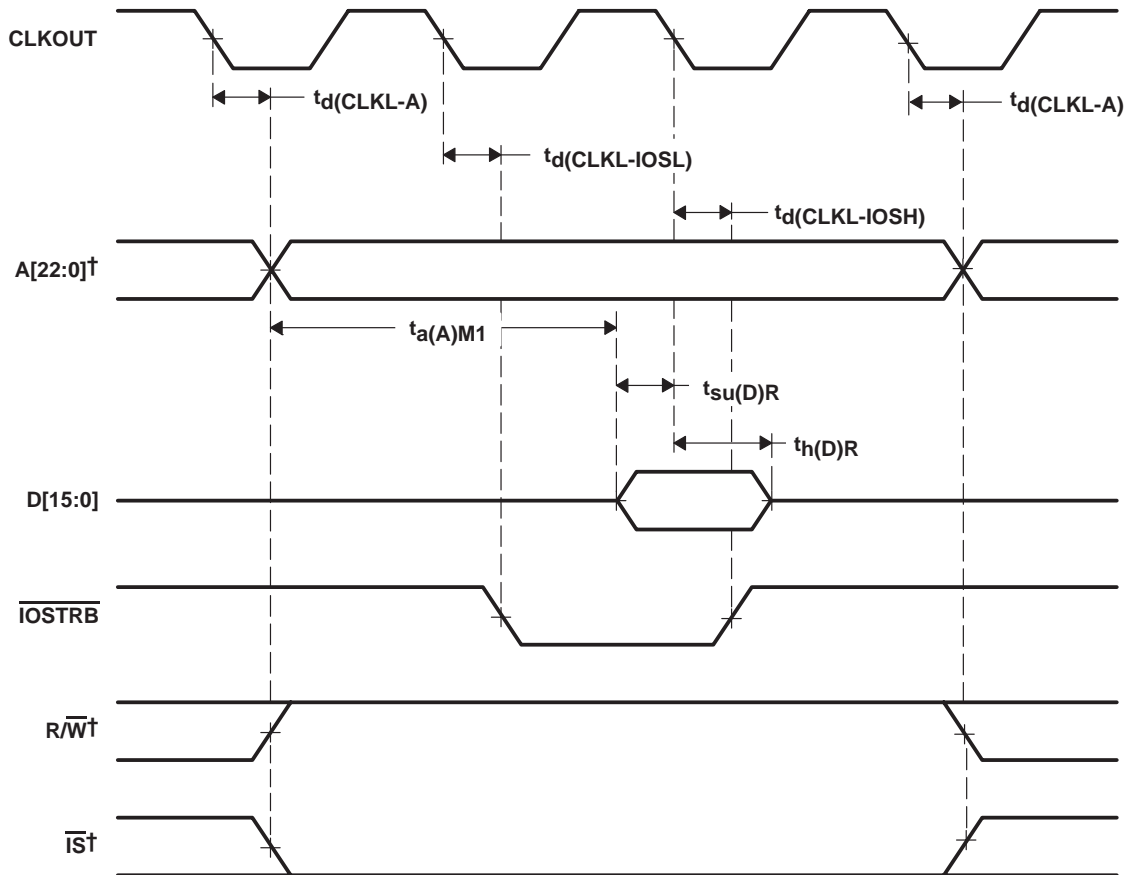 CLKOUT
td(CLKL-A)
td(CLKL-A)
td(CLKL-IOSL)
td(CLKL-IOSH)
A[22:0]†
ta(A)M1
tsu(D)R
th(D)R
D[15:0]
IOSTRB
R/W†
IS†